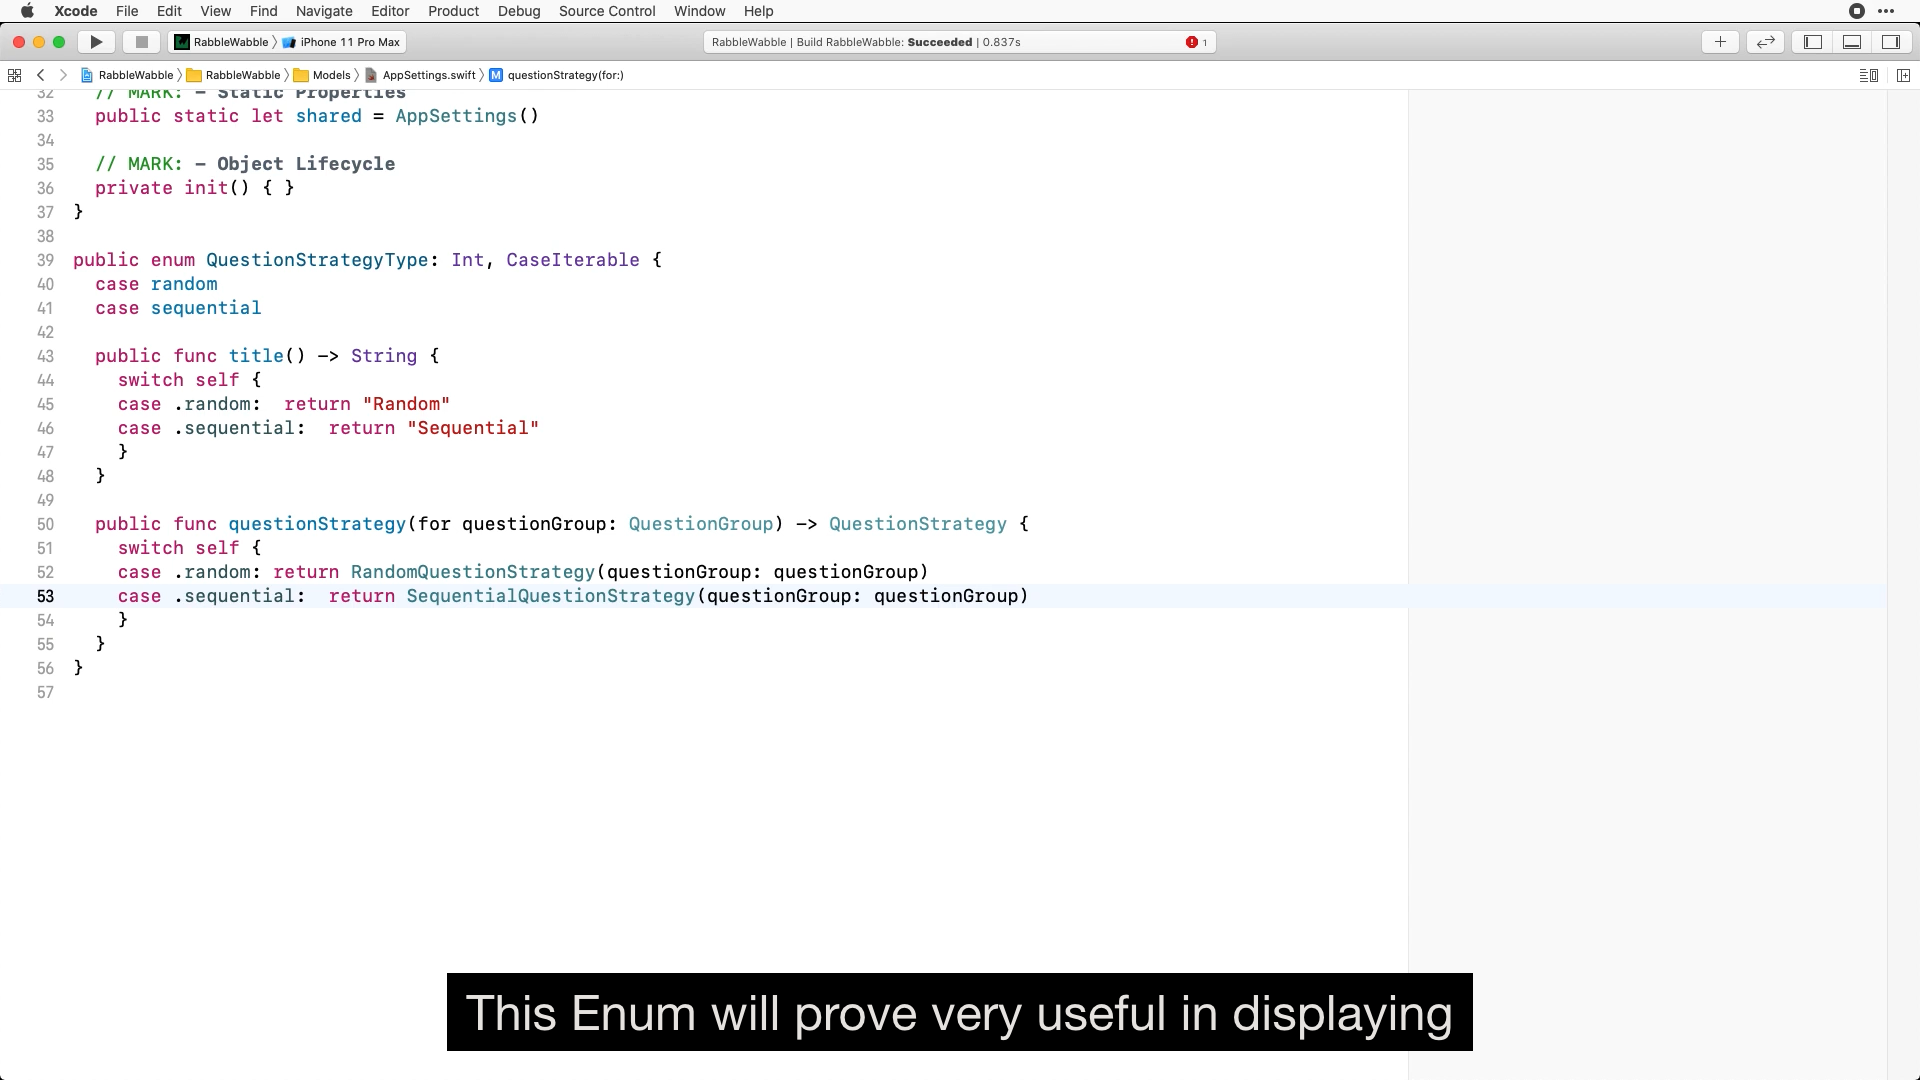 Xcode File Edit View Find Navigate Editor Product Debug Source Control Window Help
RabbleWabble 〉 iPhone 11 Pro Max
RabbleWabble | Build RabbleWabble: Succeeded | 0.837s
1
RabbleWabble 〉 RabbleWabble 〉 Models 〉 AppSettings.swift 〉 M questionStrategy(for:)
32 // MARK: - Static Properties
33 public static let shared = AppSettings()
34
35 // MARK: - Object Lifecycle
36 private init() { }
37 }
38
39 public enum QuestionStrategyType: Int, CaseIterable {
40 case random
41 case sequential
42
43 public func title() -> String {
44 switch self {
45 case .random:  return "Random"
46 case .sequential:  return "Sequential"
47 }
48 }
49
50 public func questionStrategy(for questionGroup: QuestionGroup) -> QuestionStrategy {
51 switch self {
52 case .random: return RandomQuestionStrategy(questionGroup: questionGroup)
53 case .sequential:  return SequentialQuestionStrategy(questionGroup: questionGroup)
54 }
55 }
56 }
57
This Enum will prove very useful in displaying